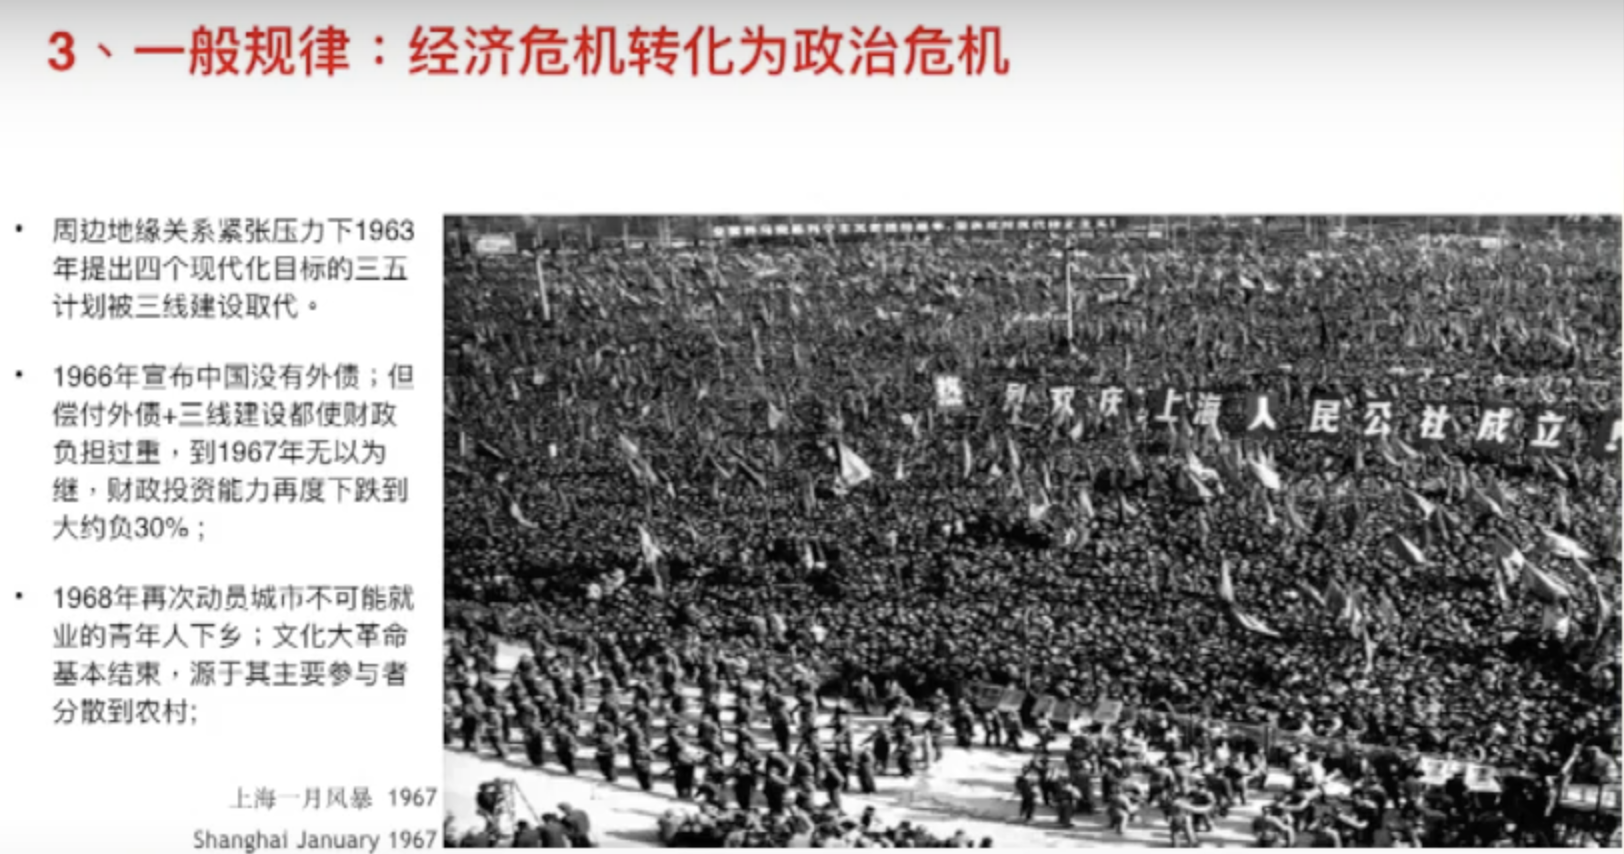 3、一般规律：经济危机转化为政治危机
• 周边地缘关系紧张压力下1963
年提出四个现代化目标的三五
计划被三线建设取代。
• 1966年宣布中国没有外债；但
偿付外债+三线建设都使财政
负担过重，到1967年无以为
继，财政投资能力再度下跌到
大约负30%；
• 1968年再次动员城市不可能就
业的青年人下乡；文化大革命
基本结束，源于其主要参与者
分散到农村;
上海一月风暴 1967
Shanghai January 1967
热烈欢庆上海人民公社成立